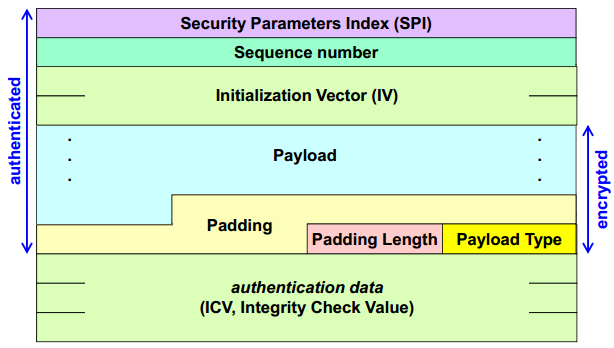 Security Parameters Index (SPI)
Sequence number
Initialization Vector (IV)
Payload
Padding
Padding Length
Payload Type
authentication data
(ICV, Integrity Check Value)
authenticated
encrypted